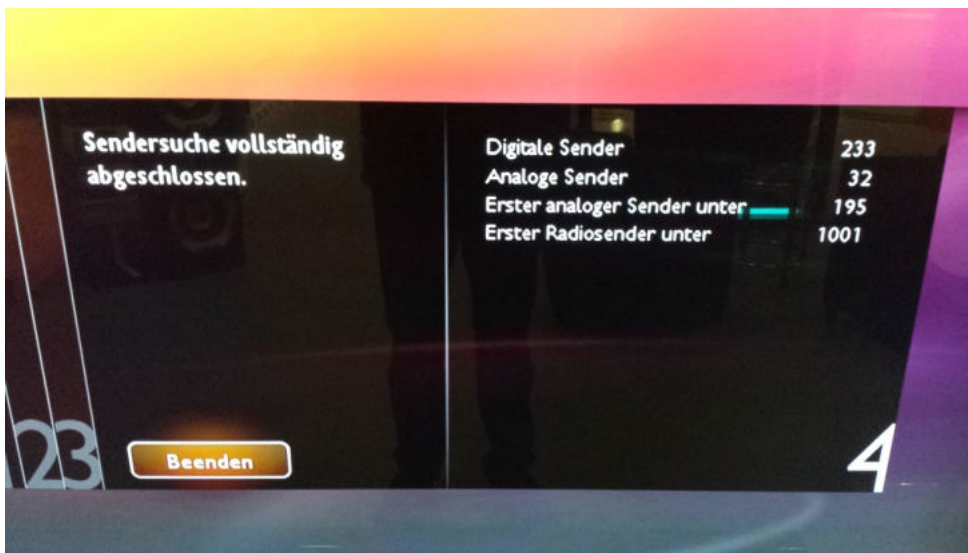 Sendersuche vollständig
abgeschlossen.
Digitale Sender 233
Analoge Sender 32
Erster analoger Sender unter 195
Erster Radiosender unter 1001
23
Beenden
4